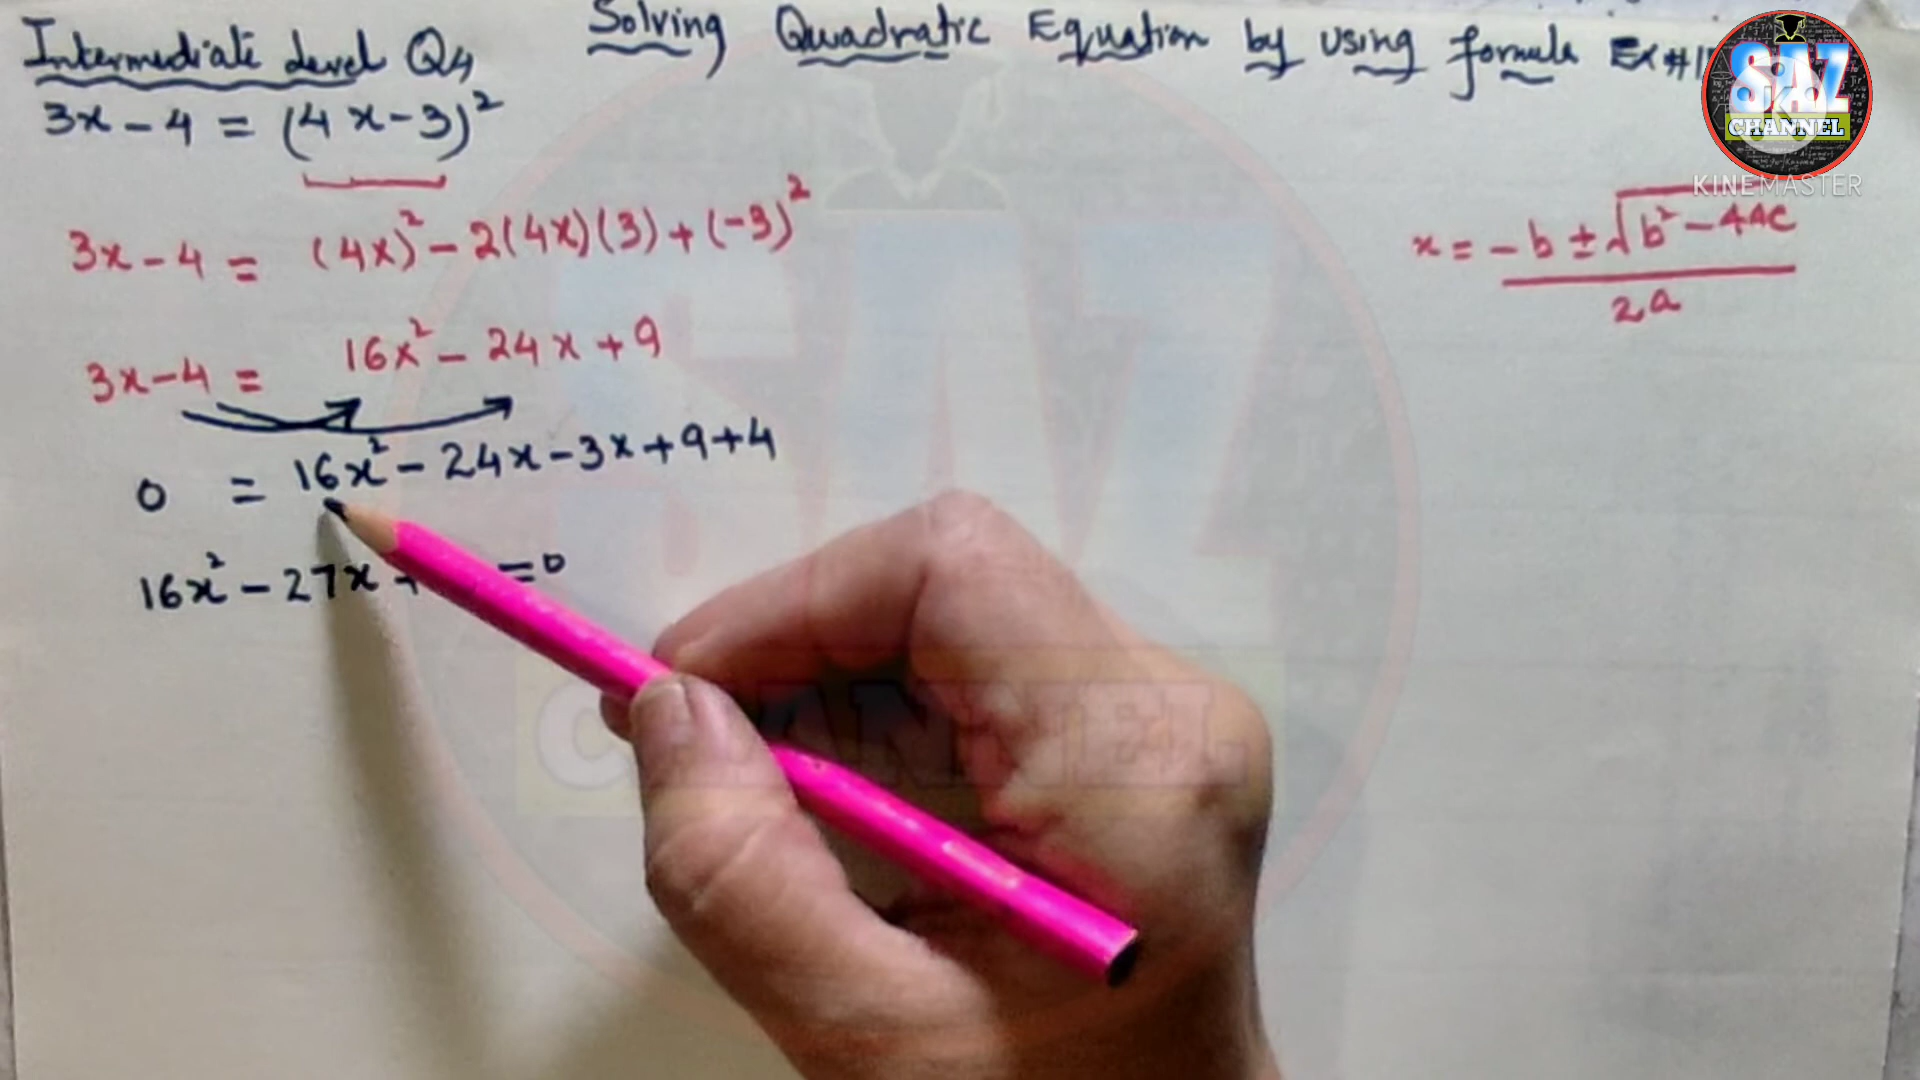 Intermediate Level Q4 Solving Quadratic Equation by using formula Ex #
3x - 4 = (4x - 3)²
3x - 4 = (4x)² - 2(4x)(3) + (-3)²
3x - 4 = 16x² - 24x + 9
0 = 16x² - 24x - 3x + 9 + 4
16x² - 27x + = 0
x = -b ± √b² - 4AC
2a
SAZ
CHANNEL
KINEMASTER
SAZ
CHANNEL